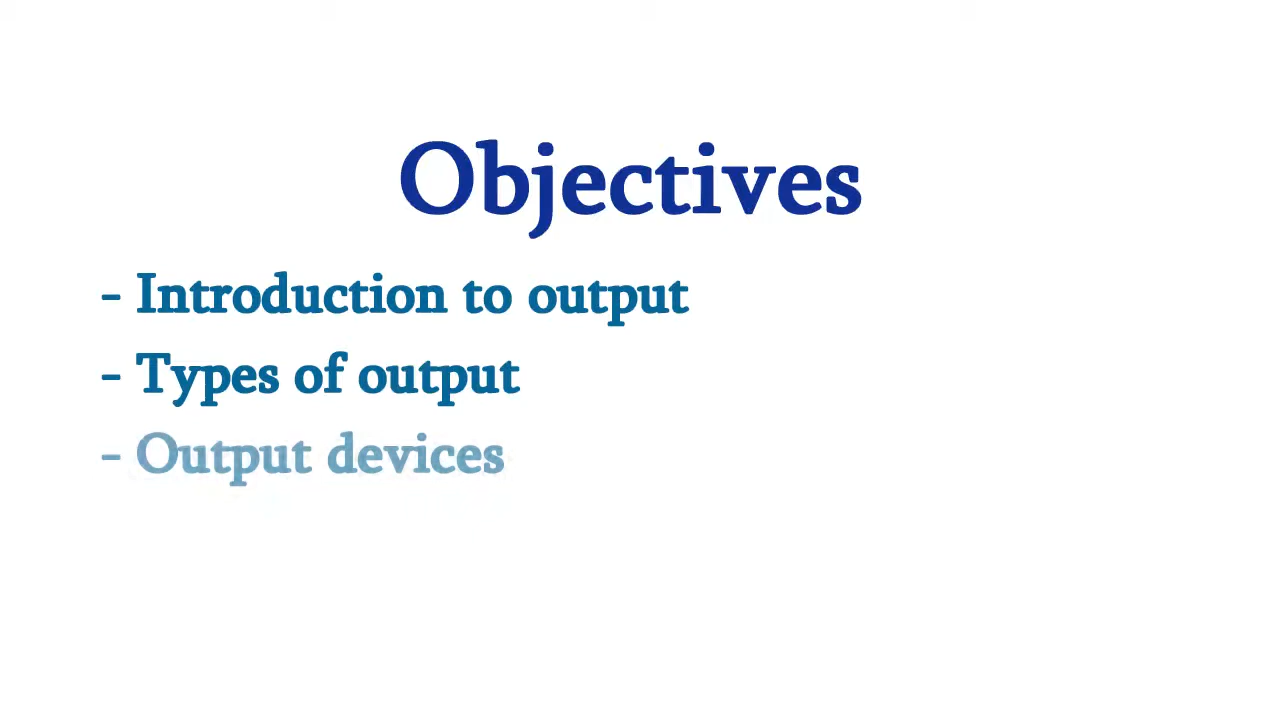 Objectives
- Introduction to output
- Types of output
- Output devices